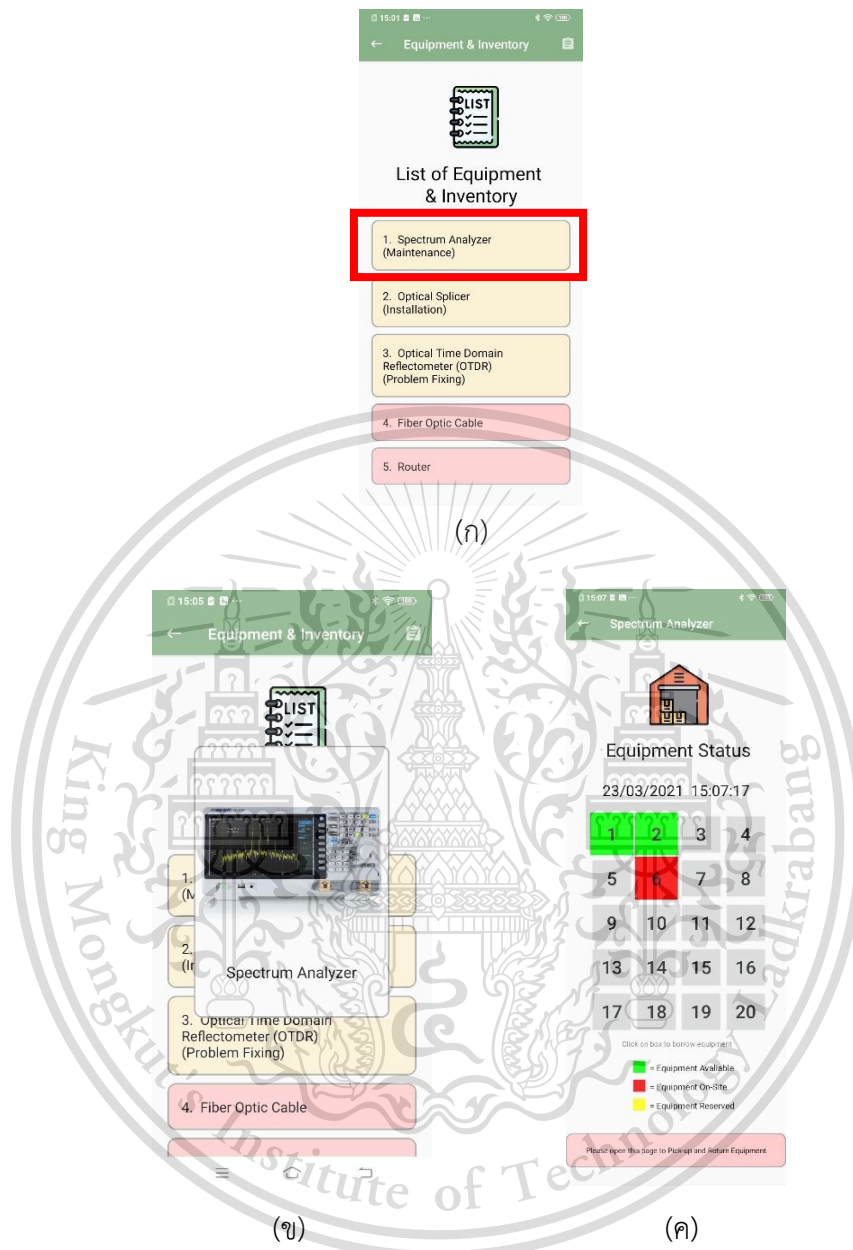 15:01
Equipment & Inventory
LIST
List of Equipment
& Inventory
1. Spectrum Analyzer
(Maintenance)
2. Optical Splicer
(Installation)
3. Optical Time Domain
Reflectometer (OTDR)
(Problem Fixing)
4. Fiber Optic Cable
5. Router
(ก)
15:05
Equipment & Inventory
LIST
1.
(M
2.
(In
Spectrum Analyzer
3. Optical Time Domain
Reflectometer (OTDR)
(Problem Fixing)
4. Fiber Optic Cable
(ข)
15:07
Spectrum Analyzer
Equipment Status
23/03/2021 15:07:17
1 2 3 4
5 6 7 8
9 10 11 12
13 14 15 16
17 18 19 20
Click on box to borrow equipment
= Equipment Avaliable
= Equipment On-Site
= Equipment Reserved
Please open this page to Pick-up and Return Equipment
(ค)
King Mongkut's Institute of Technology Ladkrabang